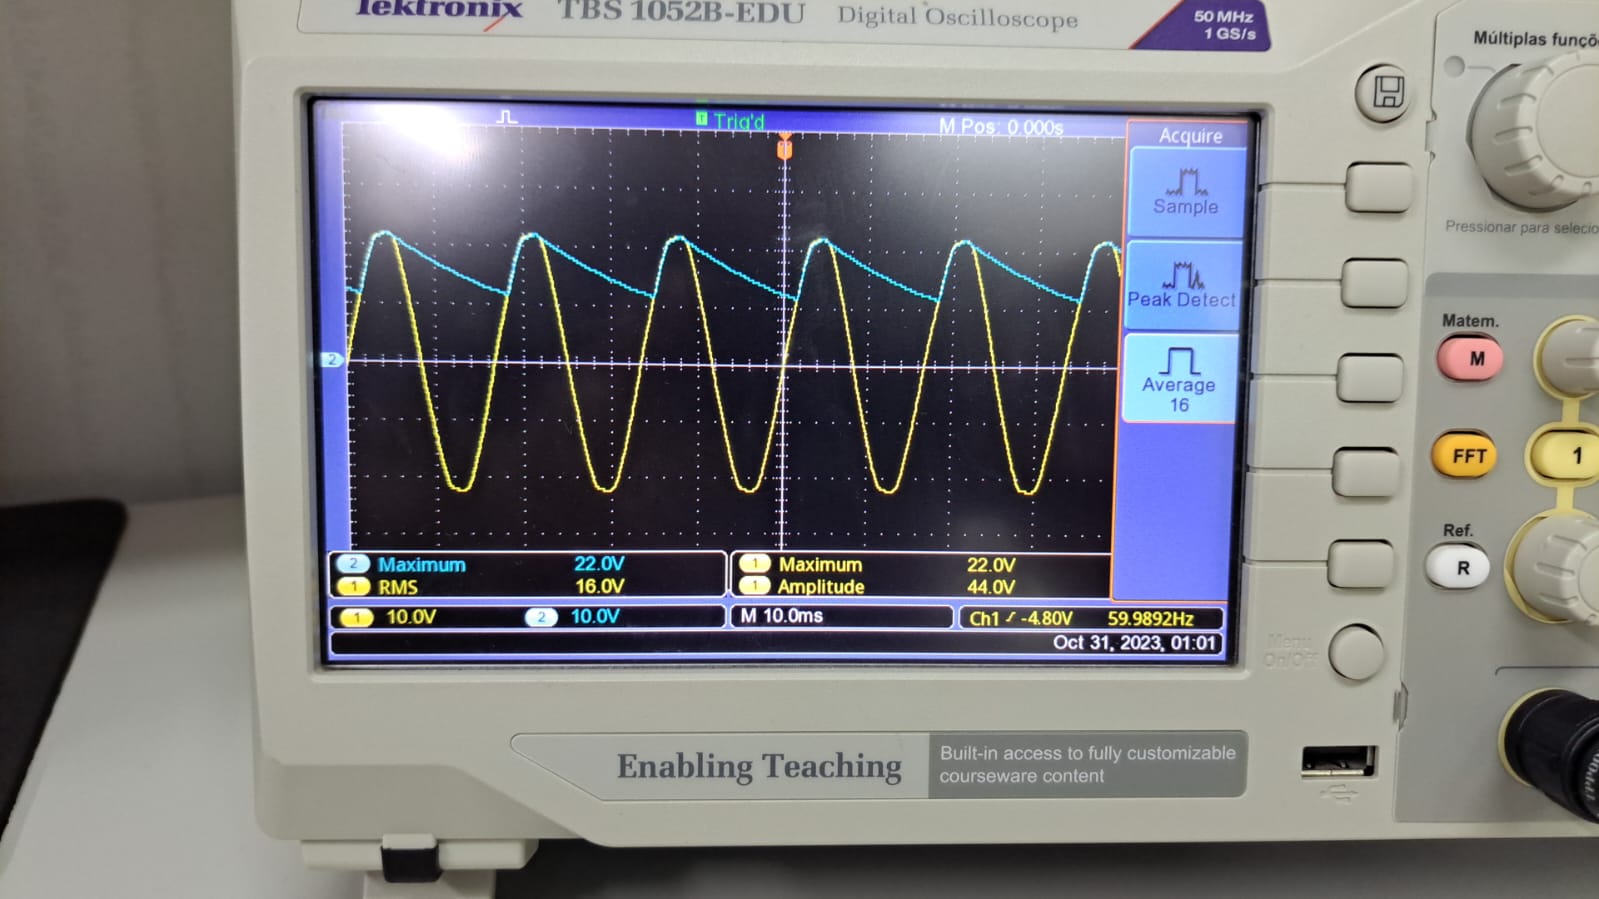 Tektronix TBS 1052B-EDU Digital Oscilloscope
50 MHz
1 GS/s
Múltiplas funçõ
Trig'd
M Pos: 0.000s
Acquire
Sample
Peak Detect
Average
16
Pressionar para selecio
Matem.
M
FFT
1
Ref.
R
2
2 Maximum 22.0V
1 RMS 16.0V
1 Maximum 22.0V
1 Amplitude 44.0V
1 10.0V 2 10.0V M 10.0ms Ch1 -4.80V 59.9892Hz
Oct 31, 2023, 01:01
Menu
On/Off
Enabling Teaching
Built-in access to fully customizable
courseware content